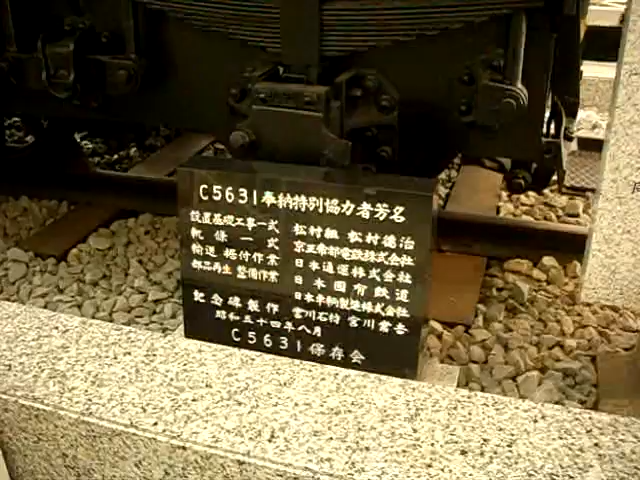 C5631奉納特別協力者芳名
設置基礎工事一式 松村組 松村徳治
軌條一式 京王帝都電鉄株式会社
輸送 据付作業 日本通運株式会社
部品再生 整備作業 日本国有鉄道
日本車輌製造株式会社
記念碑製作 宮川石材 宮川
昭和五十四年八月
C5631保存会